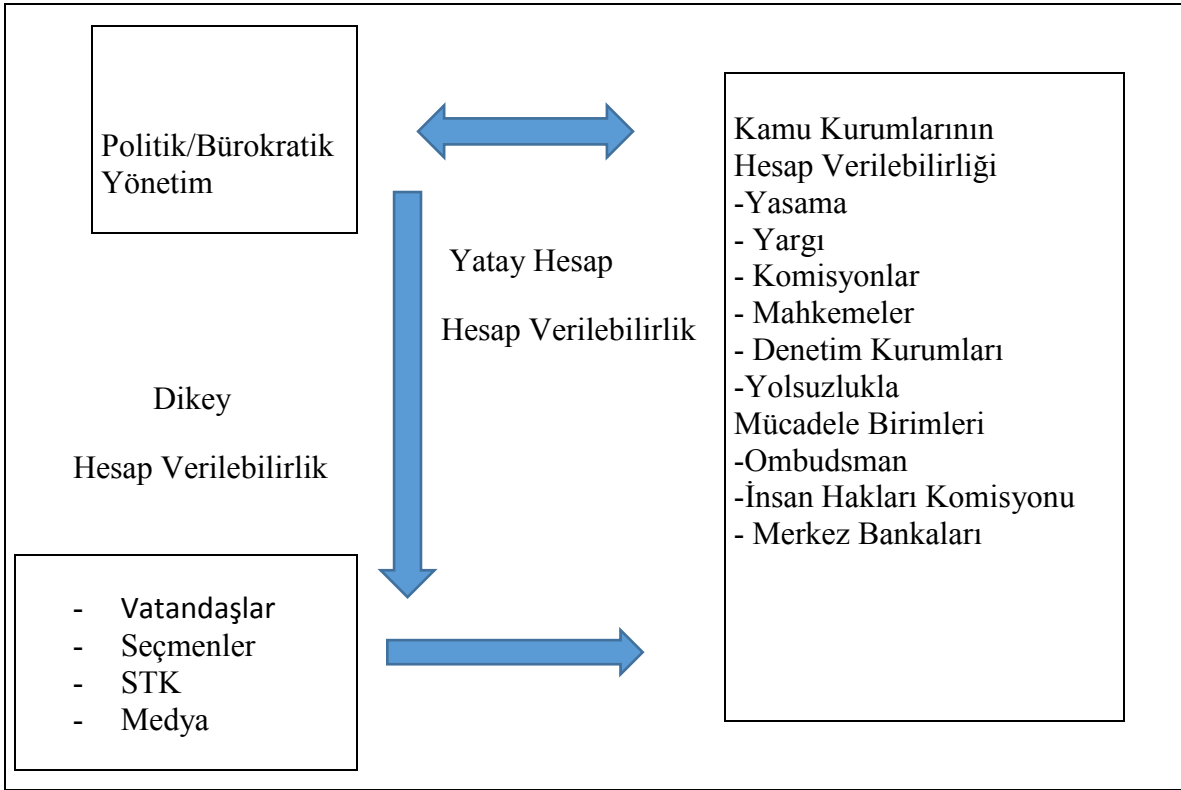 Politik/Bürokratik
Yönetim
Kamu Kurumlarının
Hesap Verilebilirliği
-Yasama
- Yargı
- Komisyonlar
- Mahkemeler
- Denetim Kurumları
-Yolsuzlukla
Mücadele Birimleri
-Ombudsman
-İnsan Hakları Komisyonu
- Merkez Bankaları
Yatay Hesap
Hesap Verilebilirlik
Dikey
Hesap Verilebilirlik
- Vatandaşlar
- Seçmenler
- STK
- Medya